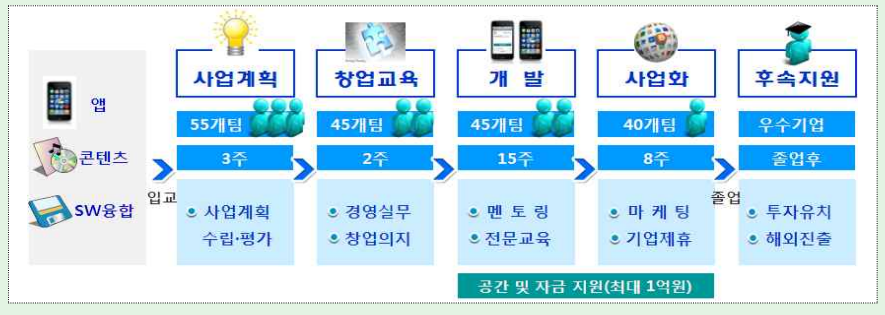 사업계획
창업교육
개 발
사업화
후속지원
앱
콘텐츠
SW융합
입교
55개팀
45개팀
45개팀
40개팀
우수기업
3주
2주
15주
8주
졸업후
졸업
사업계획
수립·평가
경영실무
창업의지
멘 토 링
전문교육
마 케 팅
기업제휴
투자유치
해외진출
공간 및 자금 지원(최대 1억원)